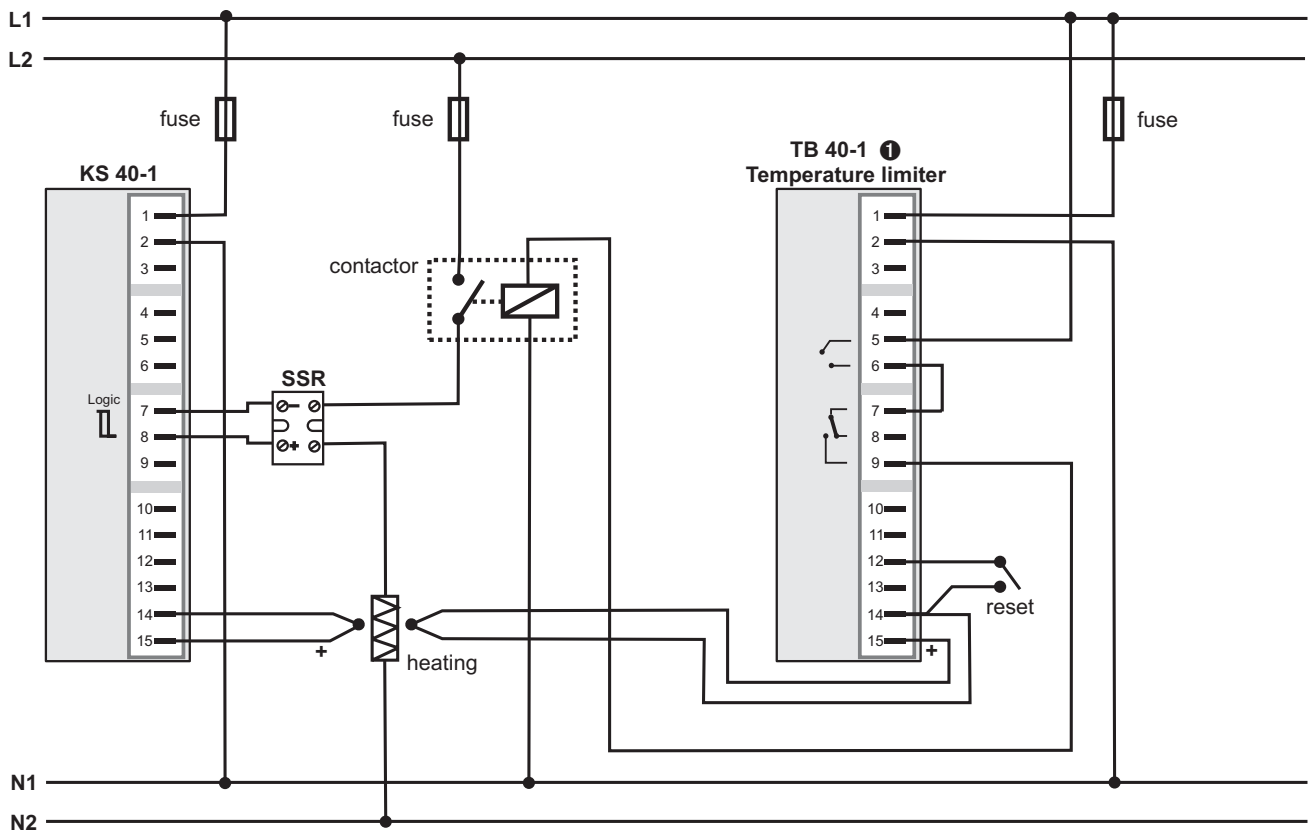 L1
L2
fuse
fuse
fuse
KS 40-1
TB 40-1 ❶
Temperature limiter
1
2
3
4
5
6
Logic
7
8
9
10
11
12
13
14
15
+
contactor
SSR
−
+
heating
1
2
3
4
5
6
7
8
9
10
11
12
13
14
15
+
reset
N1
N2